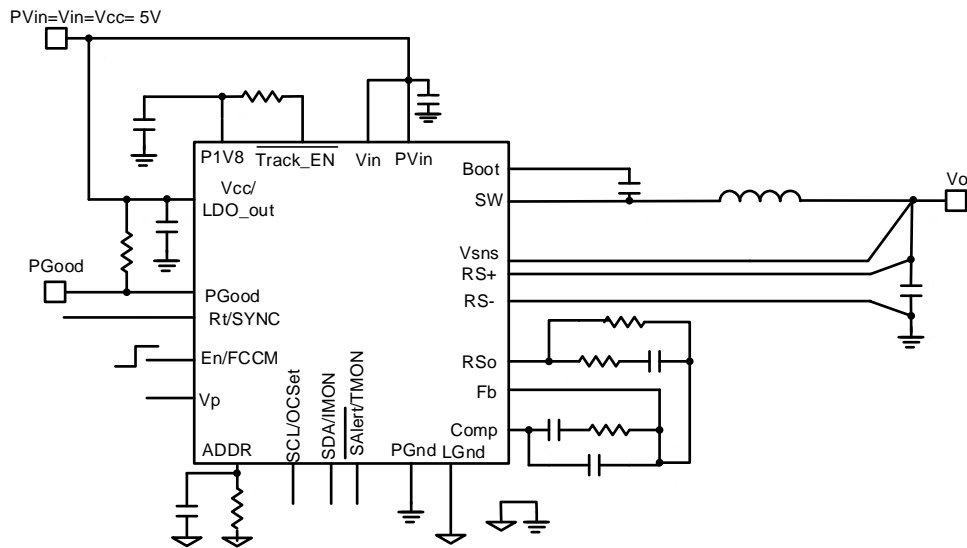 PVin=Vin=Vcc= 5V
P1V8
Track_EN
Vin
PVin
Vcc/
LDO_out
Boot
SW
Vo
Vsns
RS+
RS-
PGood
PGood
Rt/SYNC
En/FCCM
Vp
RSo
Fb
Comp
ADDR
SCL/OCSet
SDA/IMON
SAlert/TMON
PGnd
LGnd